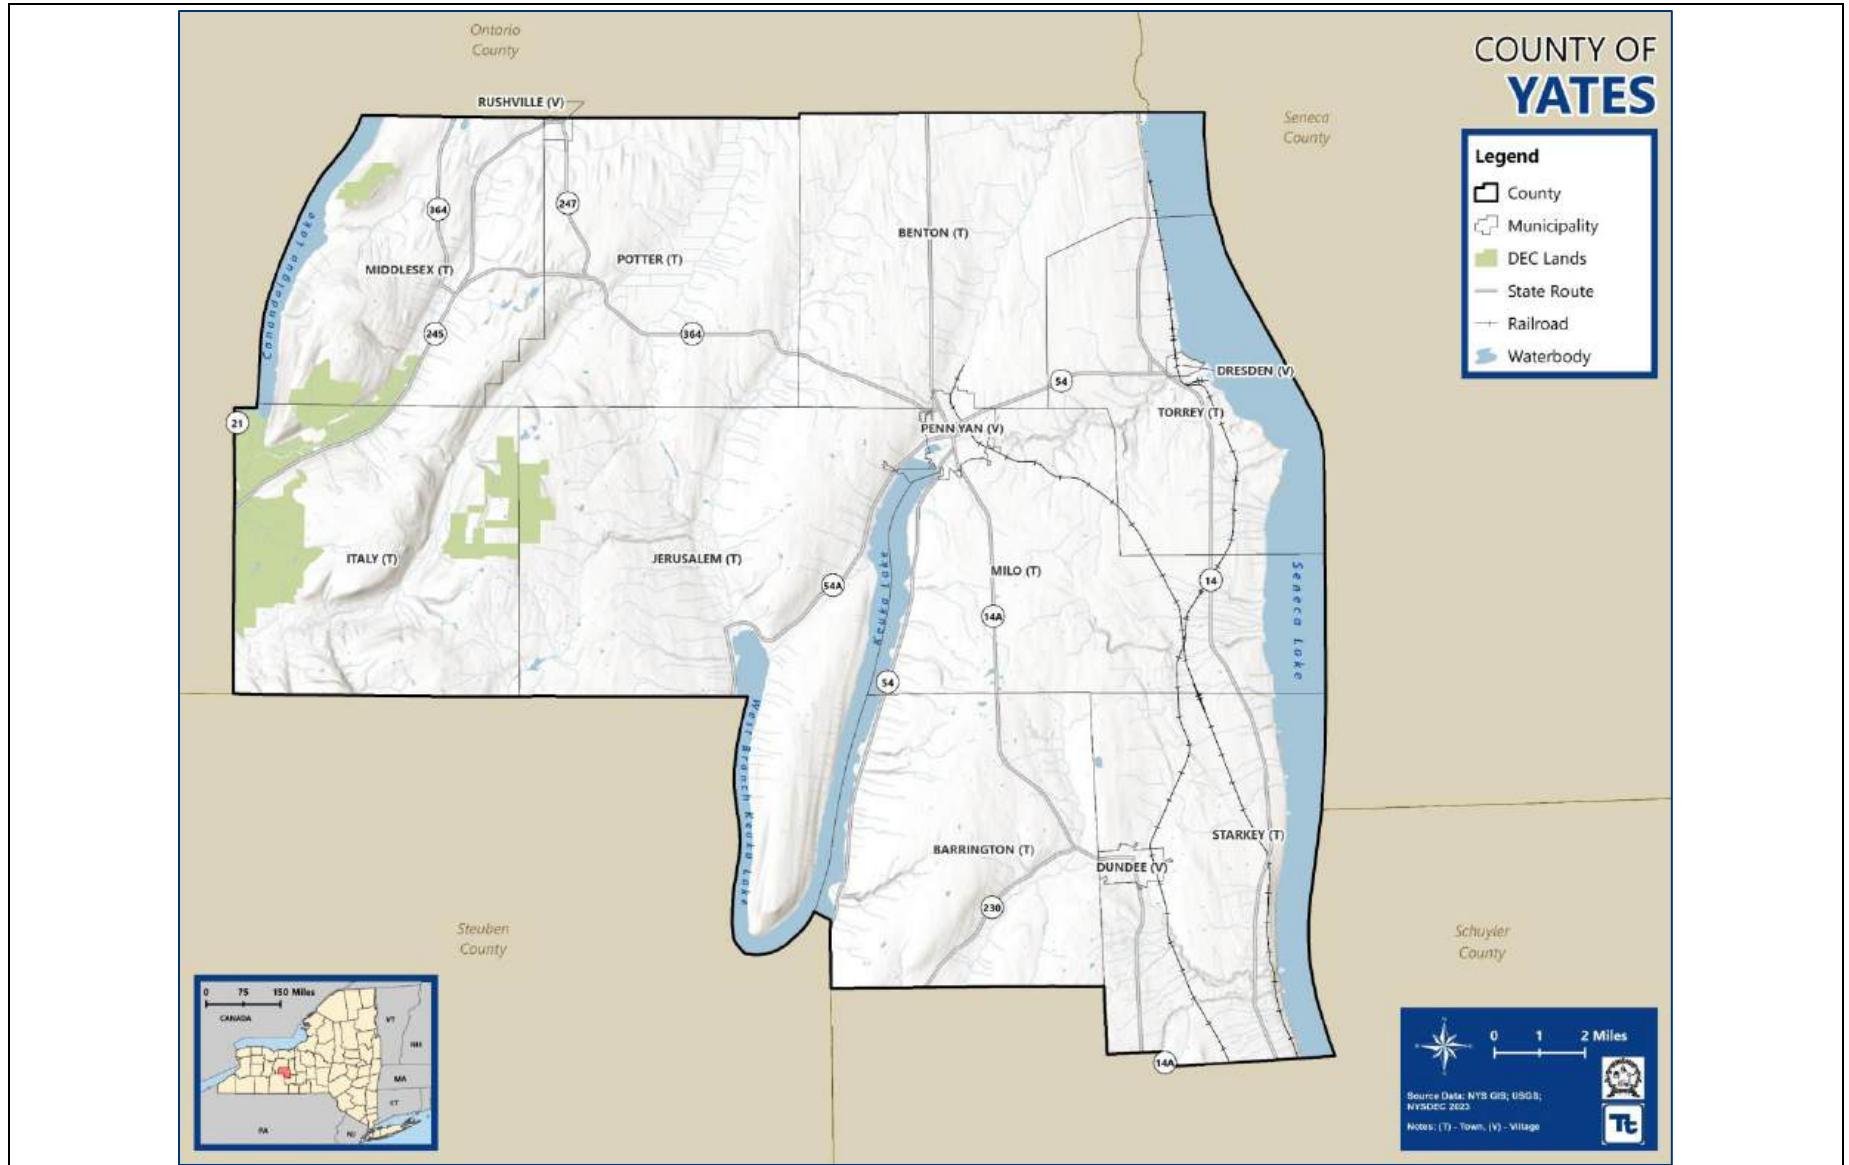 Ontario
County
COUNTY OF
YATES
RUSHVILLE (V)
Seneca
County
Legend
County
Municipality
DEC Lands
State Route
Railroad
Waterbody
364
247
BENTON (T)
Canandaigua Lake
MIDDLESEX (T)
POTTER (T)
245
364
DRESDEN (V)
54
TORREY (T)
21
PENN YAN (V)
ITALY (T)
JERUSALEM (T)
54A
Keuka Lake
MILO (T)
14
Seneca Lake
14A
54
West Branch Keuka Lake
STARKEY (T)
BARRINGTON (T)
DUNDEE (V)
230
Steuben
County
Schuyler
County
14A
0 75 150 Miles
CANADA
VT
NH
MA
CT
PA
NJ
0 1 2 Miles
Source Data: NYS GIS; USGS;
NYSDEC 2023
Notes: (T) - Town, (V) - Village
Tt